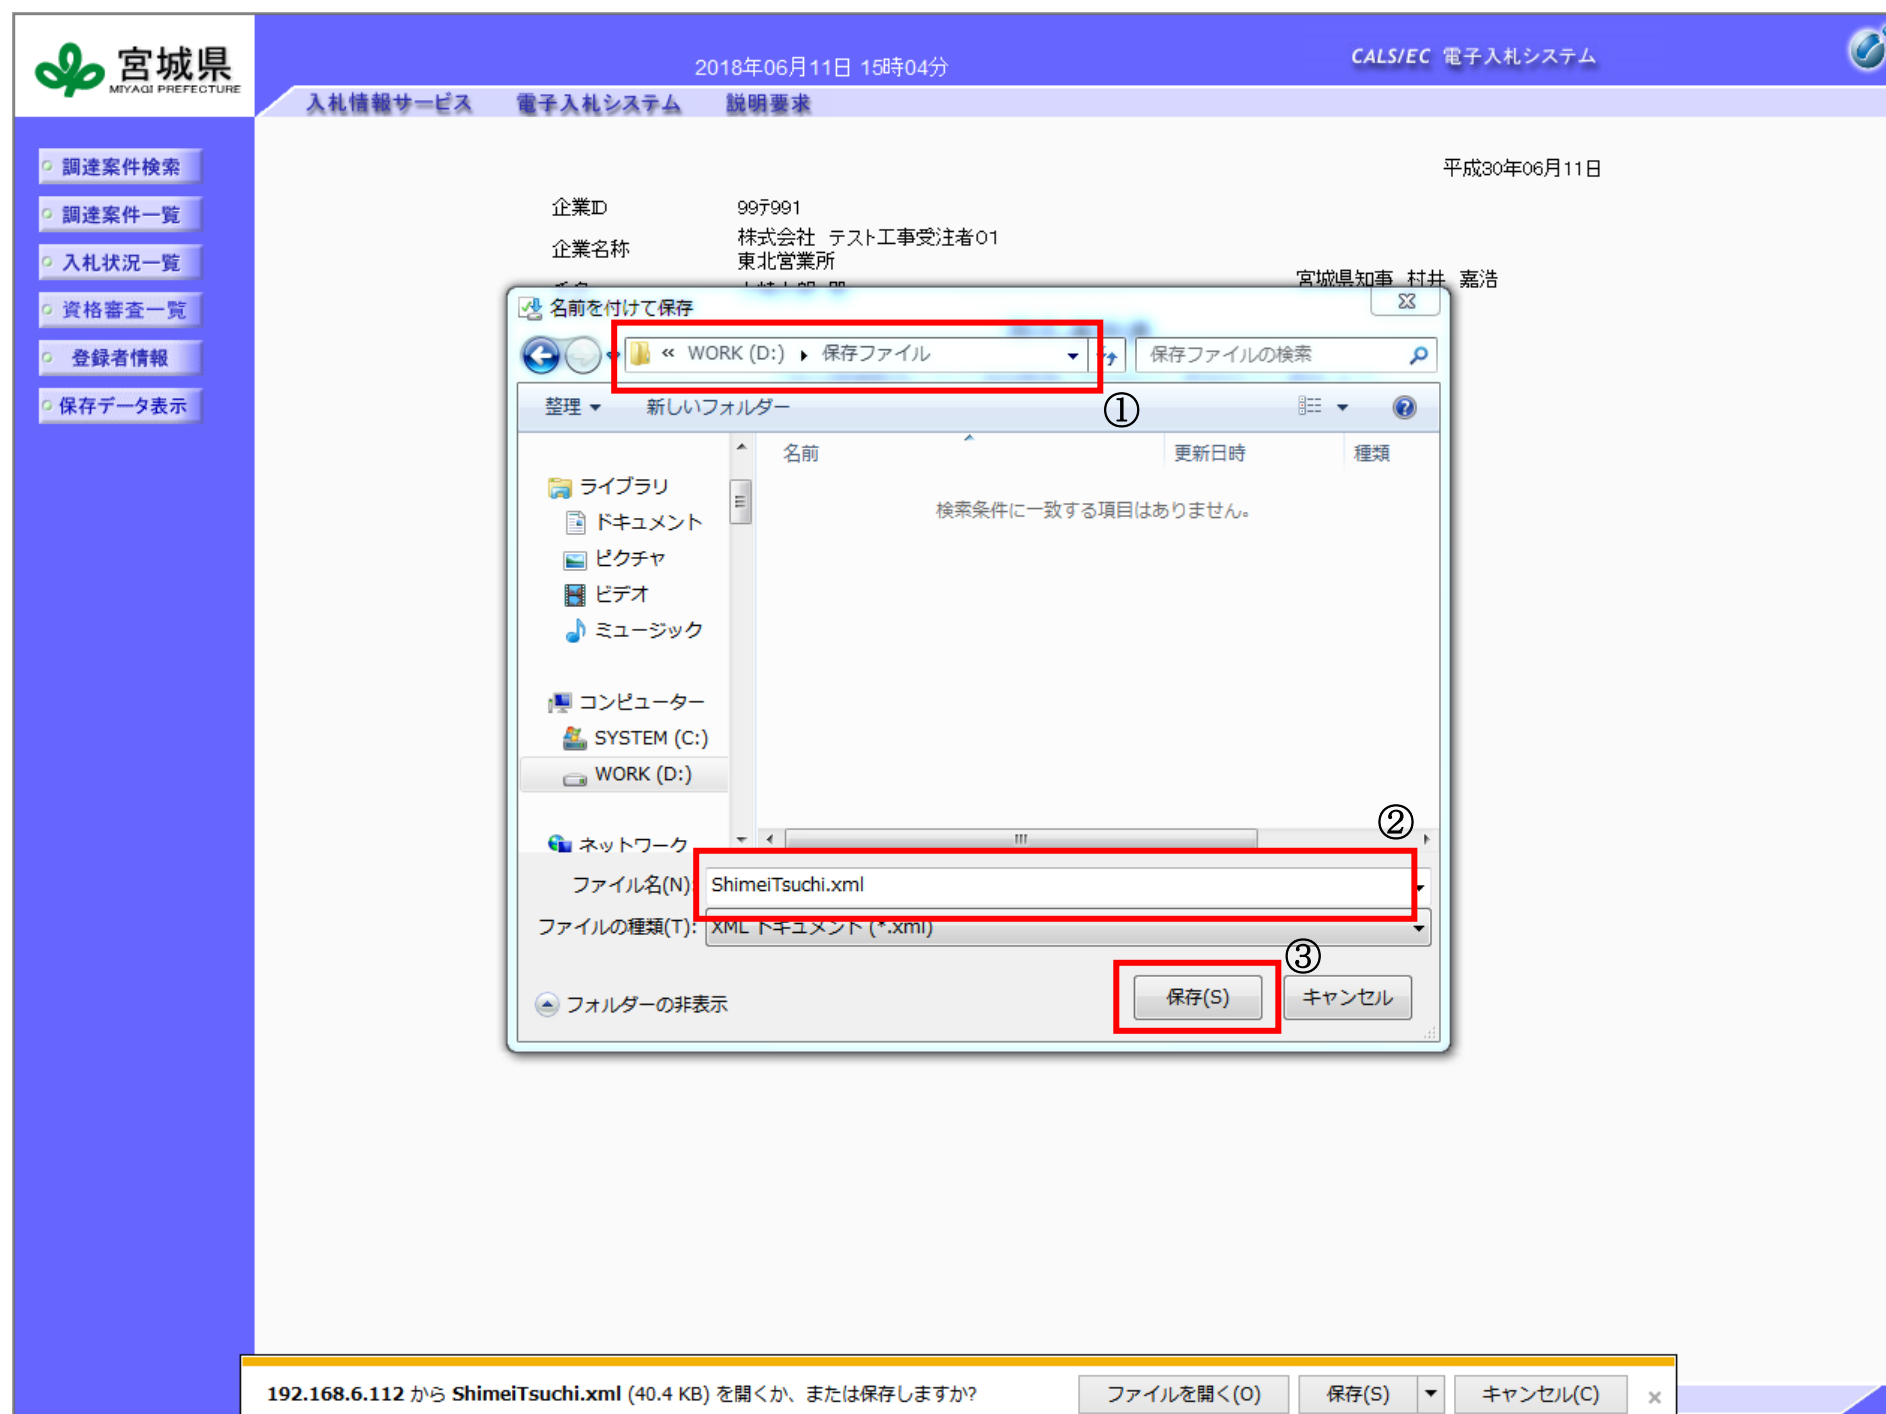 宮城県
MIYAGI PREFECTURE
2018年06月11日 15時04分
CALS/EC 電子入札システム
入札情報サービス 電子入札システム 説明要求
調達案件検索
調達案件一覧
入札状況一覧
資格審査一覧
登録者情報
保存データ表示
平成30年06月11日
企業ID 997991
企業名称 株式会社 テスト工事受注者01
東北営業所
宮城県知事 村井 嘉浩
名前を付けて保存
« WORK (D:) 保存ファイル
保存ファイルの検索
①
整理 新しいフォルダー
名前 更新日時 種類
検索条件に一致する項目はありません。
ライブラリ
ドキュメント
ピクチャ
ビデオ
ミュージック
コンピューター
SYSTEM (C:)
WORK (D:)
ネットワーク
②
ファイル名(N): ShimeiTsuchi.xml
ファイルの種類(T): XML ドキュメント (*.xml)
③
フォルダーの非表示
保存(S) キャンセル
192.168.6.112 から ShimeiTsuchi.xml (40.4 KB) を開くか、または保存しますか?
ファイルを開く(O) 保存(S) キャンセル(C) ×